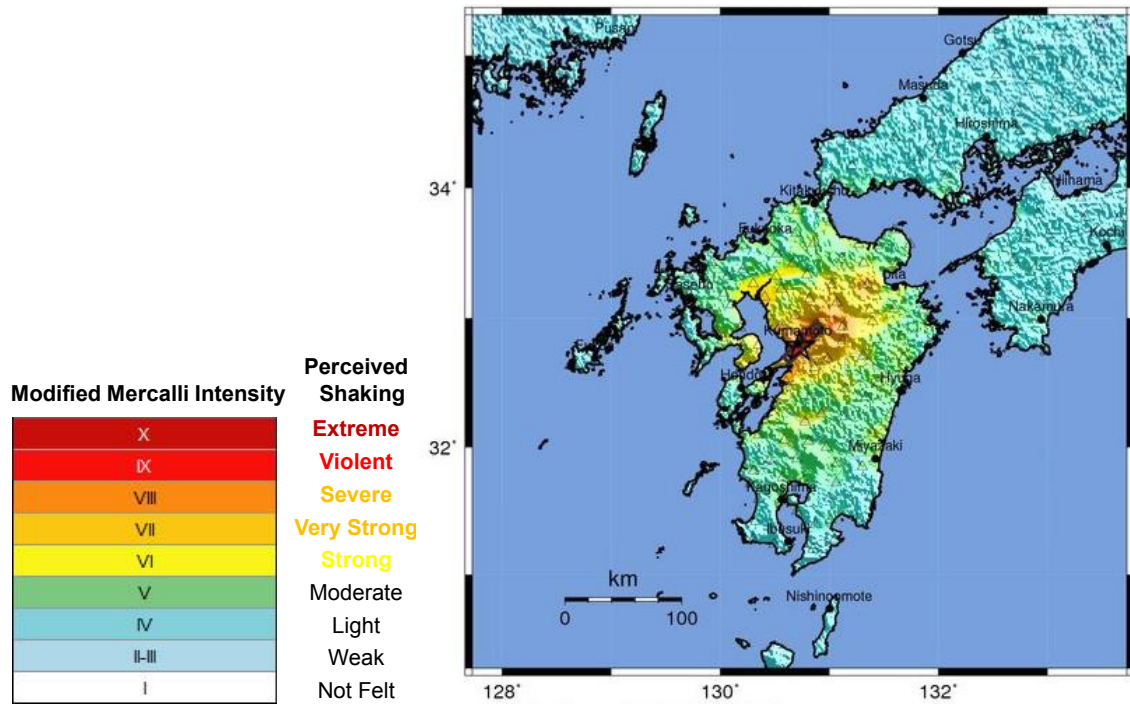 Modified Mercalli Intensity
Perceived
Shaking
X
Extreme
IX
Violent
VIII
Severe
VII
Very Strong
VI
Strong
V
Moderate
IV
Light
II-III
Weak
I
Not Felt
Pusan
Gotsu
Masuda
Hiroshima
34°
Niihama
Kochi
Fukuoka
Nakamura
Kumamoto
Hondo
Hyuga
32°
Miyazaki
Kagoshima
Ibusuki
km
0
100
Nishinoomote
128°
130°
132°